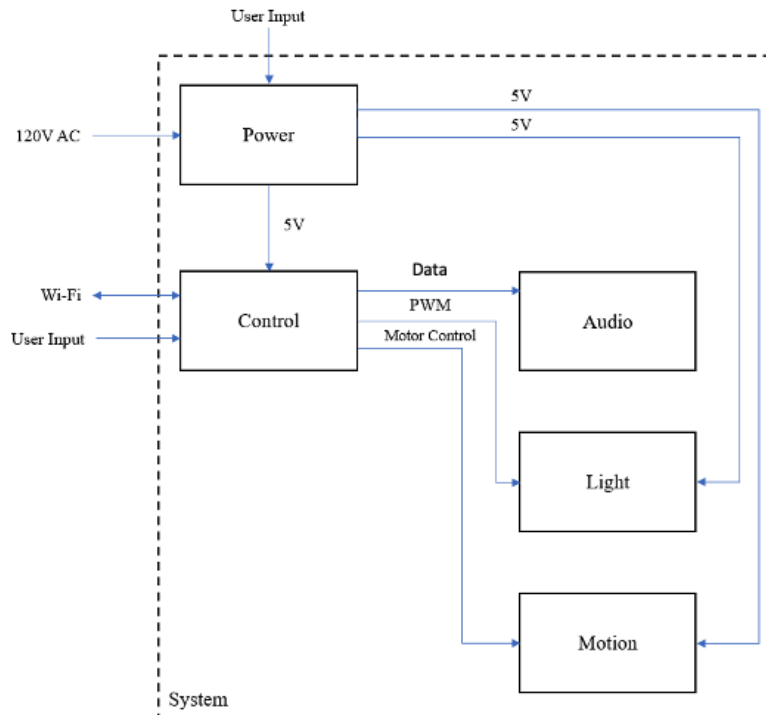 User Input
5V
Power
5V
120V AC
5V
Data
Wi-Fi
PWM
Control
Audio
User Input
Motor Control
Light
Motion
System